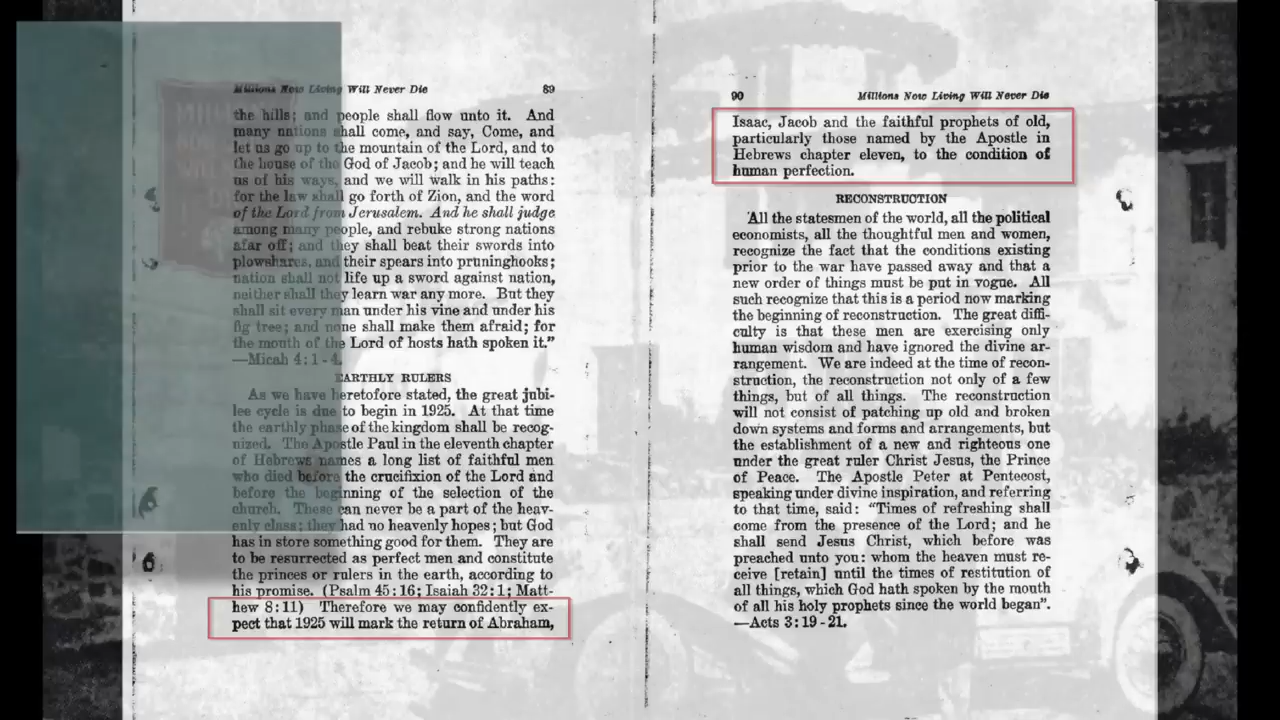 Millions Now Living Will Never Die 89
the hills; and people shall flow unto it. And
many nations shall come, and say, Come, and
let us go up to the mountain of the Lord, and to
the house of the God of Jacob; and he will teach
us of his ways, and we will walk in his paths:
for the law shall go forth of Zion, and the word
of the Lord from Jerusalem. And he shall judge
among many people, and rebuke strong nations
afar off; and they shall beat their swords into
plowshares, and their spears into pruninghooks;
nation shall not life up a sword against nation,
neither shall they learn war any more. But they
shall sit every man under his vine and under his
fig tree; and none shall make them afraid; for
the mouth of the Lord of hosts hath spoken it.”
—Micah 4:1-4.
EARTHLY RULERS
As we have heretofore stated, the great jubi-
lee cycle is due to begin in 1925. At that time
the earthly phase of the kingdom shall be recog-
nized. The Apostle Paul in the eleventh chapter
of Hebrews names a long list of faithful men
who died before the crucifixion of the Lord and
before the beginning of the selection of the
church. These can never be a part of the heav-
enly class; they had no heavenly hopes; but God
has in store something good for them. They are
to be resurrected as perfect men and constitute
the princes or rulers in the earth, according to
his promise. (Psalm 45:16; Isaiah 32:1; Matt-
hew 8:11) Therefore we may confidently ex-
pect that 1925 will mark the return of Abraham,
90 Millions Now Living Will Never Die
Isaac, Jacob and the faithful prophets of old,
particularly those named by the Apostle in
Hebrews chapter eleven, to the condition of
human perfection.
RECONSTRUCTION
All the statesmen of the world, all the political
economists, all the thoughtful men and women,
recognize the fact that the conditions existing
prior to the war have passed away and that a
new order of things must be put in vogue. All
such recognize that this is a period now marking
the beginning of reconstruction. The great diffi-
culty is that these men are exercising only
human wisdom and have ignored the divine ar-
rangement. We are indeed at the time of recon-
struction, the reconstruction not only of a few
things, but of all things. The reconstruction
will not consist of patching up old and broken
down systems and forms and arrangements, but
the establishment of a new and righteous one
under the great ruler Christ Jesus, the Prince
of Peace. The Apostle Peter at Pentecost,
speaking under divine inspiration, and referring
to that time, said: “Times of refreshing shall
come from the presence of the Lord; and he
shall send Jesus Christ, which before was
preached unto you: whom the heaven must re-
ceive [retain] until the times of restitution of
all things, which God hath spoken by the mouth
of all his holy prophets since the world began”.
—Acts 3:19-21.